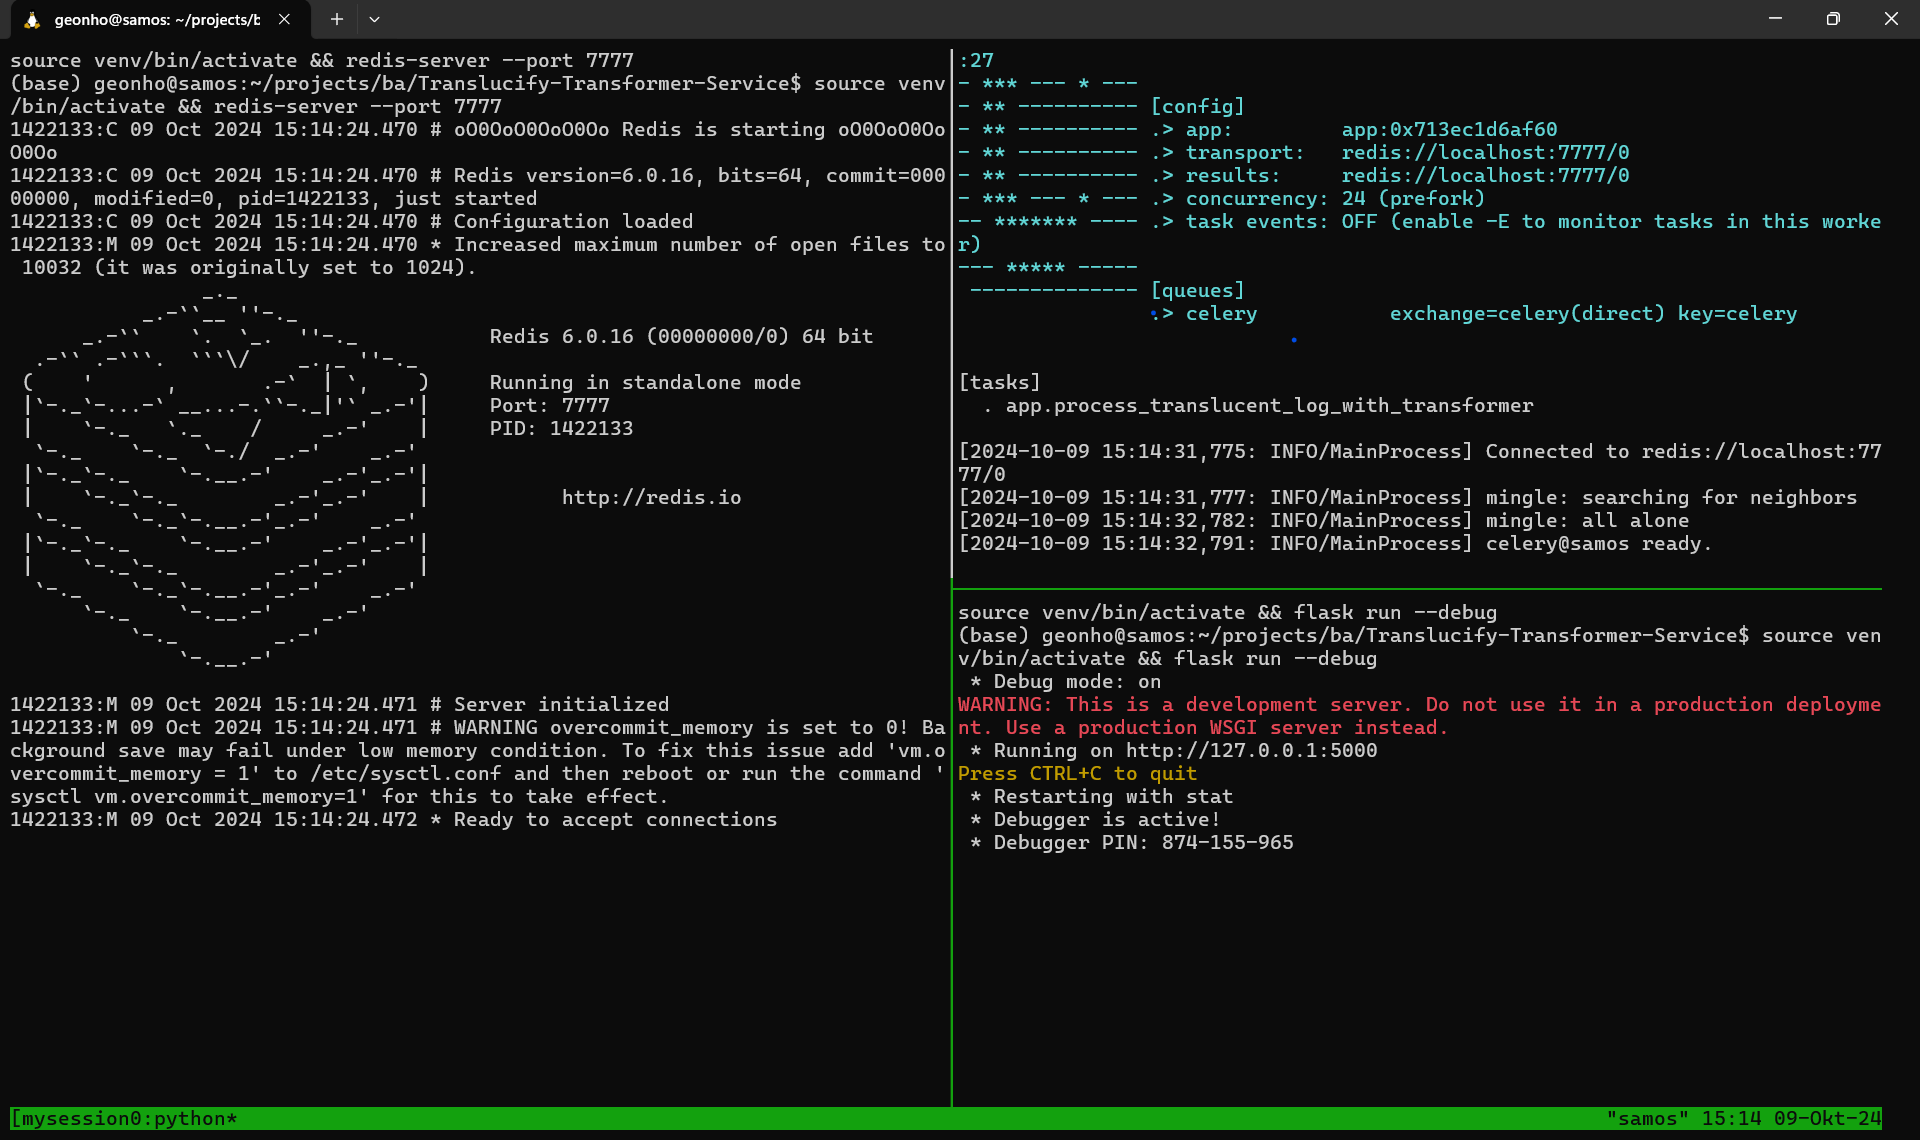 geonho@samos: ~/projects/b
source venv/bin/activate && redis-server --port 7777
(base) geonho@samos:~/projects/ba/Translucify-Transformer-Service$ source venv
/bin/activate && redis-server --port 7777
1422133:C 09 Oct 2024 15:14:24.470 # oO0OoO0OoO0Oo Redis is starting oO0OoO0Oo
O0Oo
1422133:C 09 Oct 2024 15:14:24.470 # Redis version=6.0.16, bits=64, commit=000
00000, modified=0, pid=1422133, just started
1422133:C 09 Oct 2024 15:14:24.470 # Configuration loaded
1422133:M 09 Oct 2024 15:14:24.470 * Increased maximum number of open files to
 10032 (it was originally set to 1024).
Redis 6.0.16 (00000000/0) 64 bit
Running in standalone mode
Port: 7777
PID: 1422133
http://redis.io
1422133:M 09 Oct 2024 15:14:24.471 # Server initialized
1422133:M 09 Oct 2024 15:14:24.471 # WARNING overcommit_memory is set to 0! Ba
ckground save may fail under low memory condition. To fix this issue add 'vm.o
vercommit_memory = 1' to /etc/sysctl.conf and then reboot or run the command '
sysctl vm.overcommit_memory=1' for this to take effect.
1422133:M 09 Oct 2024 15:14:24.472 * Ready to accept connections
:27
- *** --- * ---
- ** ---------- [config]
- ** ---------- .> app:         app:0x713ec1d6af60
- ** ---------- .> transport:   redis://localhost:7777/0
- ** ---------- .> results:     redis://localhost:7777/0
- *** --- * --- .> concurrency: 24 (prefork)
-- ******* ---- .> task events: OFF (enable -E to monitor tasks in this worke
r)
--- ***** -----
 -------------- [queues]
                .> celery           exchange=celery(direct) key=celery
[tasks]
  . app.process_translucent_log_with_transformer
[2024-10-09 15:14:31,775: INFO/MainProcess] Connected to redis://localhost:77
77/0
[2024-10-09 15:14:31,777: INFO/MainProcess] mingle: searching for neighbors
[2024-10-09 15:14:32,782: INFO/MainProcess] mingle: all alone
[2024-10-09 15:14:32,791: INFO/MainProcess] celery@samos ready.
source venv/bin/activate && flask run --debug
(base) geonho@samos:~/projects/ba/Translucify-Transformer-Service$ source ven
v/bin/activate && flask run --debug
 * Debug mode: on
WARNING: This is a development server. Do not use it in a production deployme
nt. Use a production WSGI server instead.
 * Running on http://127.0.0.1:5000
Press CTRL+C to quit
 * Restarting with stat
 * Debugger is active!
 * Debugger PIN: 874-155-965
[mysession0:python* "samos" 15:14 09-Okt-24